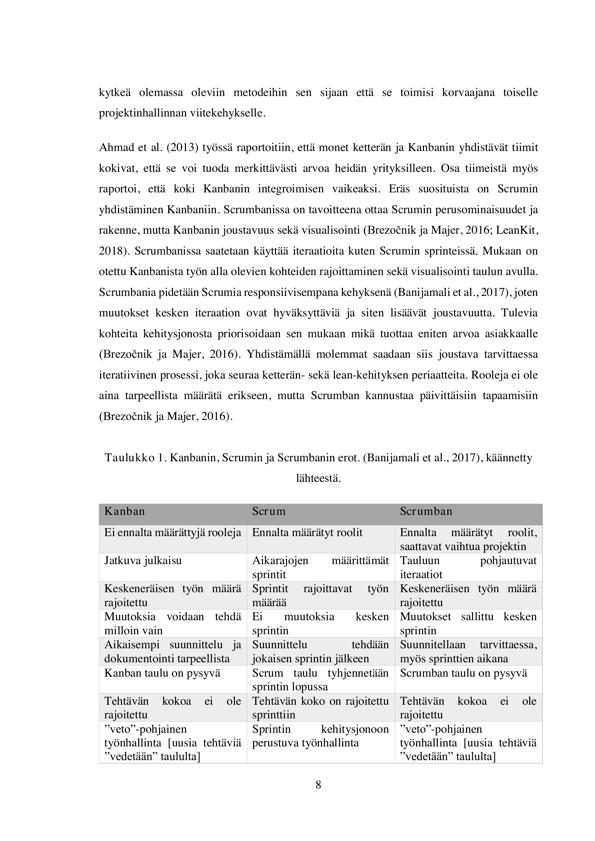 kytkeä olemassa oleviin metodeihin sen sijaan että se toimisi korvaajana toiselle
projektinhallinnan viitekehykselle.
Ahmad et al. (2013) työssä raportoitiin, että monet ketterän ja Kanbanin yhdistävät tiimit
kokivat, että se voi tuoda merkittävästi arvoa heidän yrityksilleen. Osa tiimeistä myös
raportoi, että koki Kanbanin integroimisen vaikeaksi. Eräs suosituista on Scrumin
yhdistäminen Kanbaniin. Scrumbanissa on tavoitteena ottaa Scrumin perusominaisuudet ja
rakenne, mutta Kanbanin joustavuus sekä visualisointi (Brezočnik ja Majer, 2016; LeanKit,
2018). Scrumbanissa saatetaan käyttää iteraatioita kuten Scrumin sprinteissä. Mukaan on
otettu Kanbanista työn alla olevien kohteiden rajoittaminen sekä visualisointi taulun avulla.
Scrumbania pidetään Scrumia responsiivisempana kehyksenä (Banijamali et al., 2017), joten
muutokset kesken iteraation ovat hyväksyttäviä ja siten lisäävät joustavuutta. Tulevia
kohteita kehitysjonosta priorisoidaan sen mukaan mikä tuottaa eniten arvoa asiakkaalle
(Brezočnik ja Majer, 2016). Yhdistämällä molemmat saadaan siis joustava tarvittaessa
iteratiivinen prosessi, joka seuraa ketterän- sekä lean-kehityksen periaatteita. Rooleja ei ole
aina tarpeellista määrätä erikseen, mutta Scrumban kannustaa päivittäisiin tapaamisiin
(Brezočnik ja Majer, 2016).
Taulukko 1. Kanbanin, Scrumin ja Scrumbanin erot. (Banijamali et al., 2017), käännetty
lähteestä.
Kanban Scrum Scrumban
Ei ennalta määrättyjä rooleja Ennalta määrätyt roolit Ennalta määrätyt roolit,
saattavat vaihtua projektin
Jatkuva julkaisu Aikarajojen määrittämät Tauluun pohjautuvat
sprintit iteraatiot
Keskeneräisen työn määrä Sprintit rajoittavat työn Keskeneräisen työn määrä
rajoitettu määrää rajoitettu
Muutoksia voidaan tehdä Ei muutoksia kesken Muutokset sallittu kesken
milloin vain sprintin sprintin
Aikaisempi suunnittelu ja Suunnittelu tehdään Suunnitellaan tarvittaessa,
dokumentointi tarpeellista jokaisen sprintin jälkeen myös sprinttien aikana
Kanban taulu on pysyvä Scrum taulu tyhjennetään Scrumban taulu on pysyvä
sprintin lopussa
Tehtävän kokoa ei ole Tehtävän koko on rajoitettu Tehtävän kokoa ei ole
rajoitettu sprinttiin rajoitettu
”veto”-pohjainen Sprintin kehitysjonoon ”veto”-pohjainen
työnhallinta [uusia tehtäviä perustuva työnhallinta työnhallinta [uusia tehtäviä
”vedetään” taululta] ”vedetään” taululta]
8